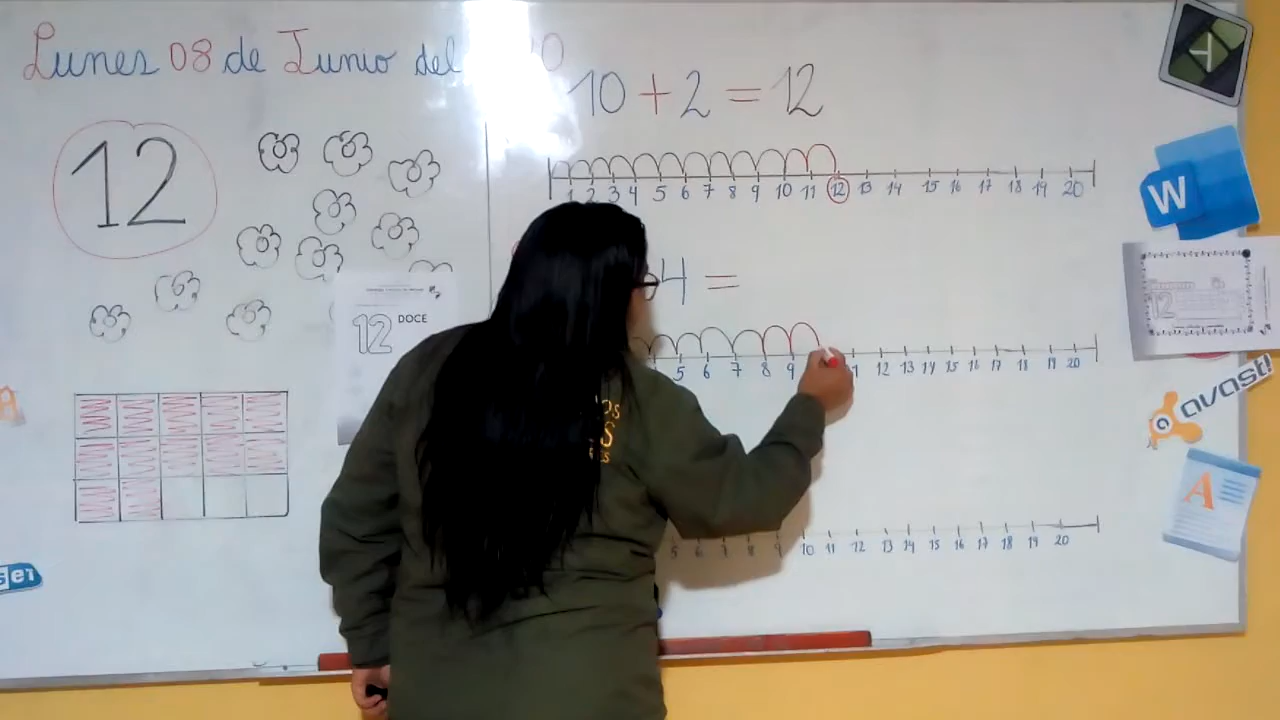 Lunes 08 de Junio del
12
10 + 2 = 12
1 2 3 4 5 6 7 8 9 10 11 12 13 14 15 16 17 18 19 20
4 =
5 6 7 8 9 12 13 14 15 16 17 18 19 20
5 6 7 8 9 10 11 12 13 14 15 16 17 18 19 20
12 DOCE
W
12
avast!
A